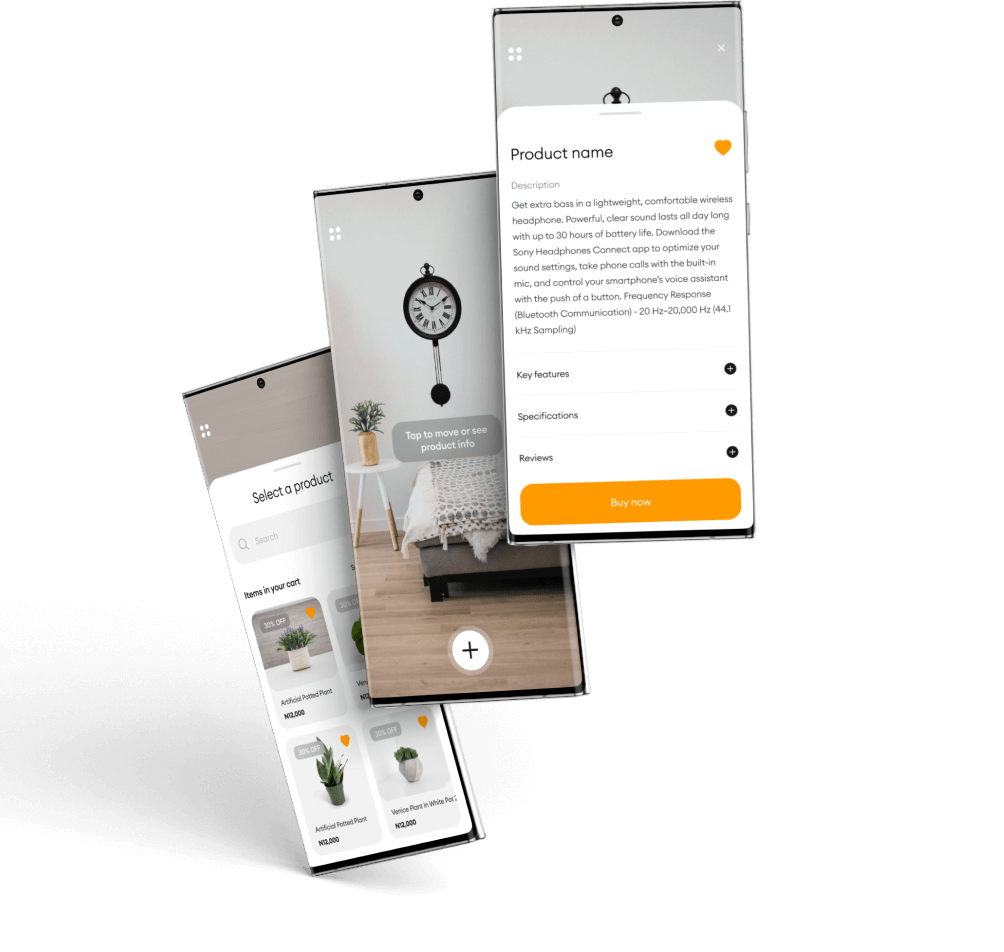 Product name
Description
Get extra bass in a lightweight, comfortable wireless
headphone. Powerful, clear sound lasts all day long
with up to 30 hours of battery life. Download the
Sony Headphones Connect app to optimize your
sound settings, take phone calls with the built-in
mic, and control your smartphone's voice assistant
with the push of a button. Frequency Response
(Bluetooth Communication) - 20 Hz–20,000 Hz (44.1
kHz Sampling)
Key features
Specifications
Reviews
Buy now
Tap to move or see
product info
Select a product
Search
Items in your cart
30% OFF
Artificial Potted Plant
N12,000
30% OFF
Artificial Potted Plant
N12,000
30% OFF
Venice Plant in White Pot
N12,000